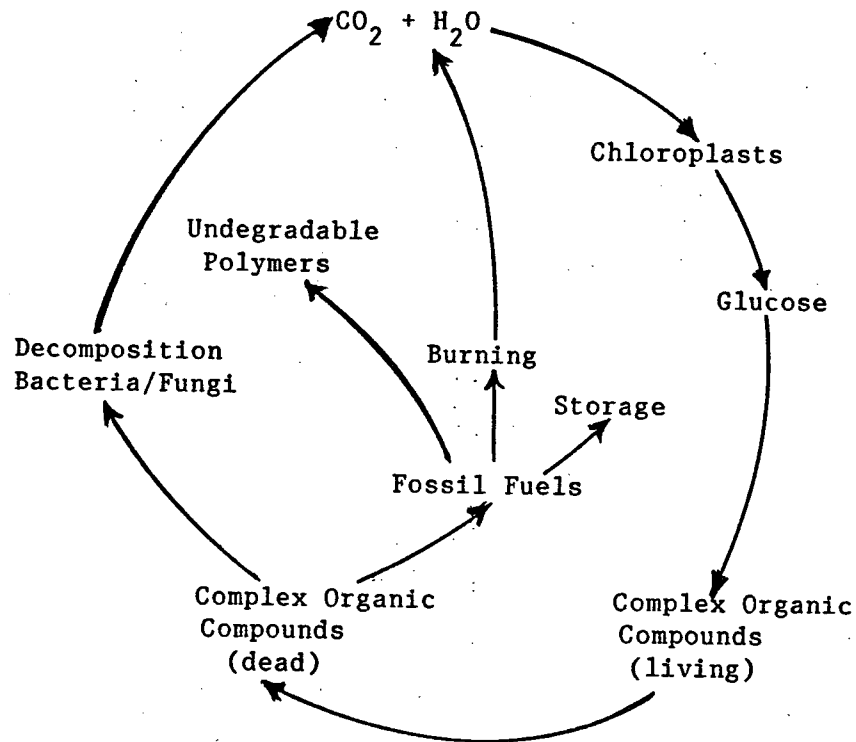 CO₂ + H₂O
Chloroplasts
Undegradable
Polymers
Glucose
Decomposition
Bacteria/Fungi
Burning
Storage
Fossil Fuels
Complex Organic
Compounds
(dead)
Complex Organic
Compounds
(living)